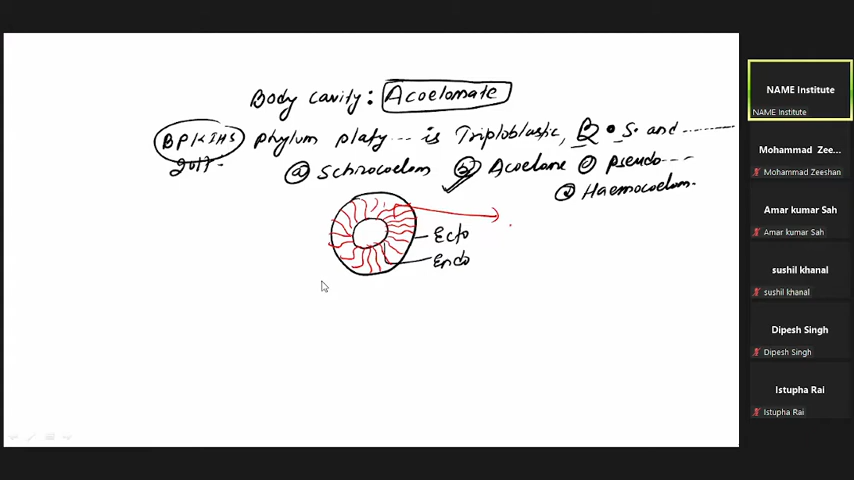 Body cavity: Acoelomate
BPKIHS 2017. phylum platy... is Triploblastic, B.S. and ........
(a) Schizocoelom (b) Acoelome (c) pseudo....
(d) Haemocoelom.
Ecto
Endo
NAME Institute
NAME Institute
Mohammad Zee...
Mohammad Zeeshan
Amar kumar Sah
Amar kumar Sah
sushil khanal
sushil khanal
Dipesh Singh
Dipesh Singh
Istupha Rai
Istupha Rai